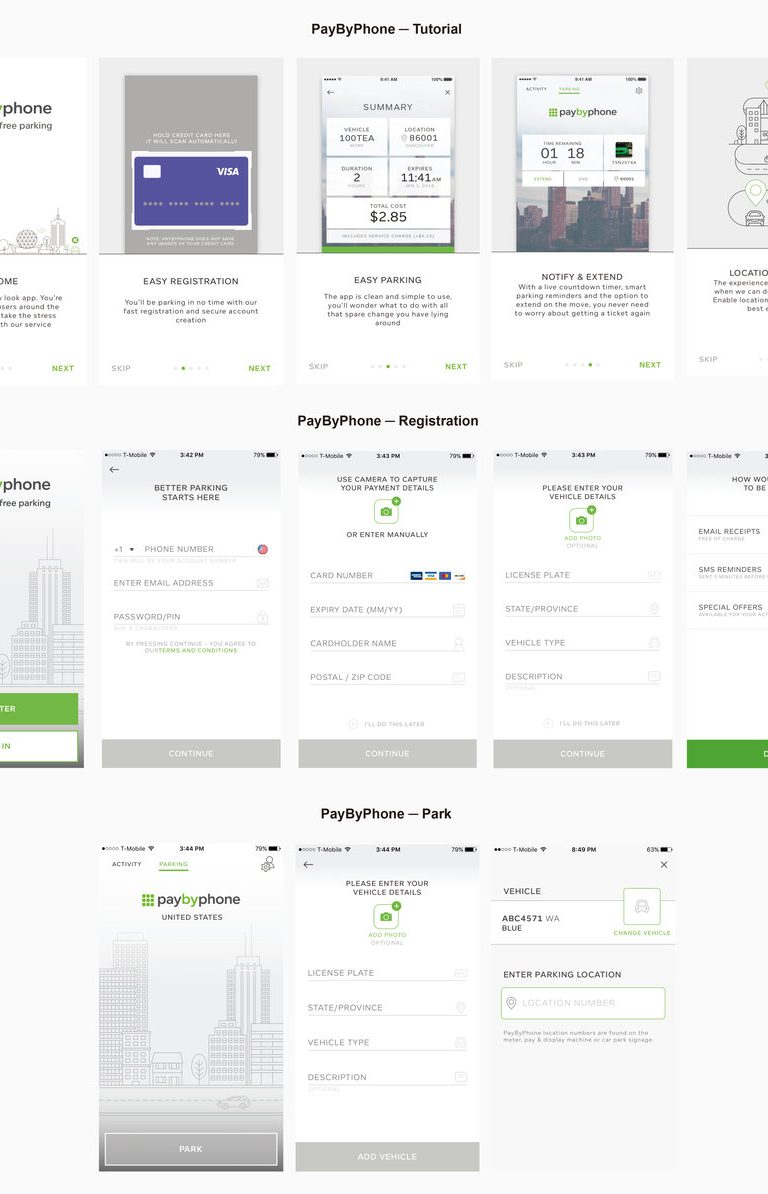 PayByPhone — Tutorial
yphone
free parking
OME
look app. You're
users around the
take the stress
th our service
NEXT
HOLD CREDIT CARD HERE
IT WILL SCAN AUTOMATICALLY
VISA
NOTE: PAYBYPHONE DOES NOT SAVE
ANY IMAGES OF YOUR CREDIT CARD
EASY REGISTRATION
You'll be parking in no time with our
fast registration and secure account
creation
SKIP
NEXT
9:41 AM
100%
SUMMARY
VEHICLE
100TEA
WORK
LOCATION
86001
VANCOUVER
DURATION
2
HOURS
EXPIRES
11:41 AM
JAN 1, 2018
TOTAL COST
$2.85
INCLUDES SERVICE CHARGE
EASY PARKING
The app is clean and simple to use,
you'll wonder what to do with all
that spare change you have lying
around
SKIP
NEXT
9:41 AM
100%
ACTIVITY
PARKING
paybyphone
TIME REMAINING
01 18
HOUR MIN
EXTEND
END
86001
NOTIFY & EXTEND
With a live countdown timer, smart
parking reminders and the option to
extend on the move, you never need
to worry about getting a ticket again
SKIP
NEXT
LOCATIO
The experience
when we can d
Enable location
best e
SKIP
PayByPhone — Registration
yphone
free parking
TER
IN
T-Mobile
3:42 PM
79%
BETTER PARKING
STARTS HERE
+1
PHONE NUMBER
THIS WILL BE YOUR ACCOUNT NUMBER
ENTER EMAIL ADDRESS
PASSWORD/PIN
MIN 4 CHARACTERS
BY PRESSING CONTINUE - YOU AGREE TO
OUR TERMS AND CONDITIONS
CONTINUE
T-Mobile
3:43 PM
79%
USE CAMERA TO CAPTURE
YOUR PAYMENT DETAILS
OR ENTER MANUALLY
CARD NUMBER
EXPIRY DATE (MM/YY)
CARDHOLDER NAME
POSTAL / ZIP CODE
I'LL DO THIS LATER
CONTINUE
T-Mobile
3:43 PM
79%
PLEASE ENTER YOUR
VEHICLE DETAILS
ADD PHOTO
OPTIONAL
LICENSE PLATE
STATE/PROVINCE
VEHICLE TYPE
DESCRIPTION
OPTIONAL
I'LL DO THIS LATER
CONTINUE
T-Mobile
HOW WOU
TO BE
EMAIL RECEIPTS
FREE OF CHARGE
SMS REMINDERS
SENT 5 MINUTES BEFORE
SPECIAL OFFERS
AVAILABLE FOR YOUR ACT
D
PayByPhone — Park
T-Mobile
3:44 PM
79%
ACTIVITY
PARKING
paybyphone
UNITED STATES
PARK
T-Mobile
3:44 PM
79%
PLEASE ENTER YOUR
VEHICLE DETAILS
ADD PHOTO
OPTIONAL
LICENSE PLATE
STATE/PROVINCE
VEHICLE TYPE
DESCRIPTION
OPTIONAL
ADD VEHICLE
T-Mobile
8:49 PM
63%
VEHICLE
ABC4571 WA
BLUE
CHANGE VEHICLE
ENTER PARKING LOCATION
LOCATION NUMBER
PayByPhone location numbers are found on the
meter, pay & display machine or car park signage.